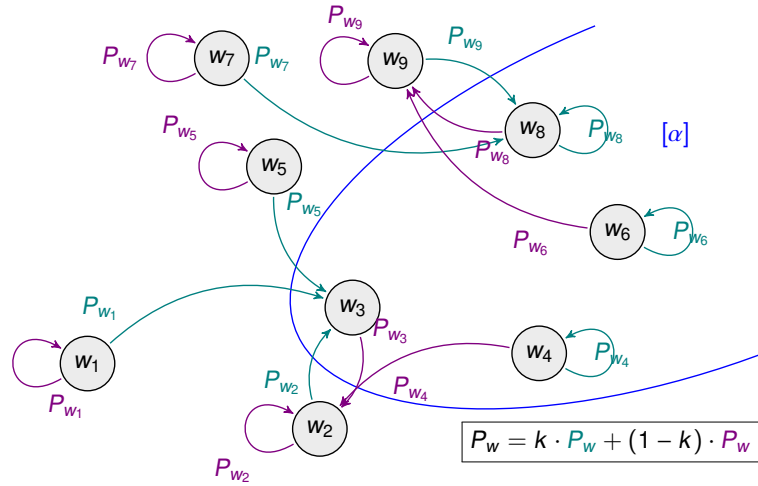 P_{w_9}
P_{w_9}
P_{w_7}
w_7
P_{w_7}
w_9
w_8
P_{w_8}
[α]
P_{w_5}
w_5
P_{w_8}
P_{w_5}
w_6
P_{w_6}
P_{w_6}
P_{w_1}
w_3
P_{w_3}
w_1
P_{w_1}
P_{w_2}
P_{w_4}
w_4
P_{w_4}
w_2
P_{w_2}
P_w = k · P_w + (1 − k) · P_w